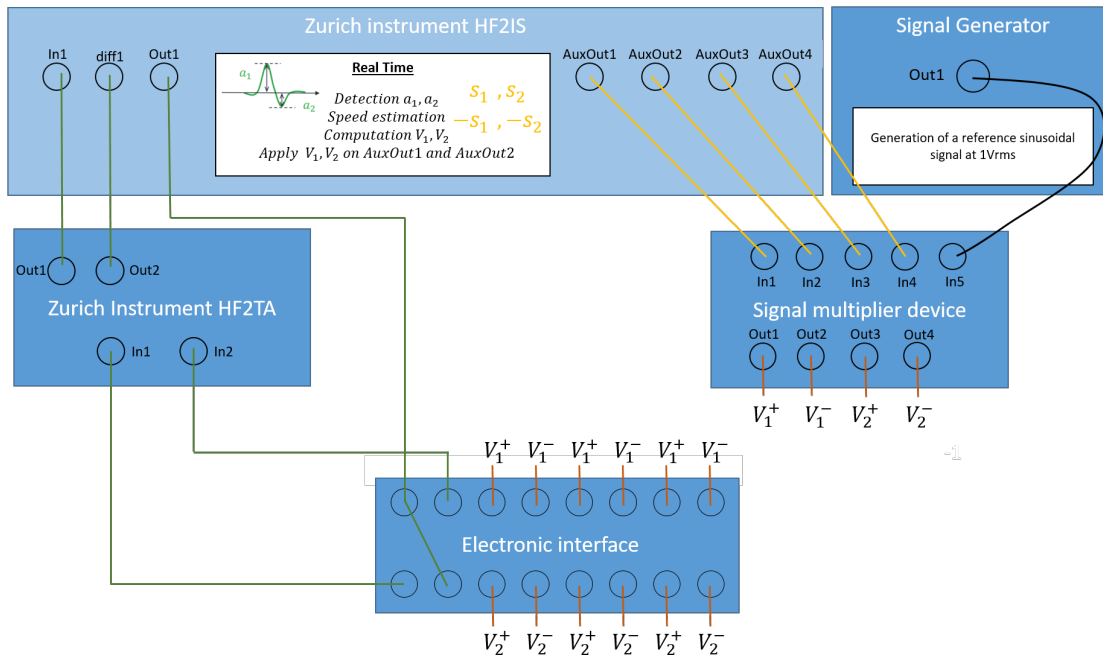 Zurich instrument HF2IS
Signal Generator
In1
diff1
Out1
AuxOut1
AuxOut2
AuxOut3
AuxOut4
Out1
Real Time
a₁
a₂
Detection a₁, a₂
Speed estimation
Computation V₁, V₂
Apply V₁, V₂ on AuxOut1 and AuxOut2
s₁ , s₂
−s₁ , −s₂
Generation of a reference sinusoidal
signal at 1Vrms
Out1
Out2
Zurich Instrument HF2TA
In1
In2
In1
In2
In3
In4
In5
Signal multiplier device
Out1
Out2
Out3
Out4
V₁⁺
V₁⁻
V₂⁺
V₂⁻
-1
V₁⁺ V₁⁻ V₁⁺ V₁⁻ V₁⁺ V₁⁻
Electronic interface
V₂⁺ V₂⁻ V₂⁺ V₂⁻ V₂⁺ V₂⁻